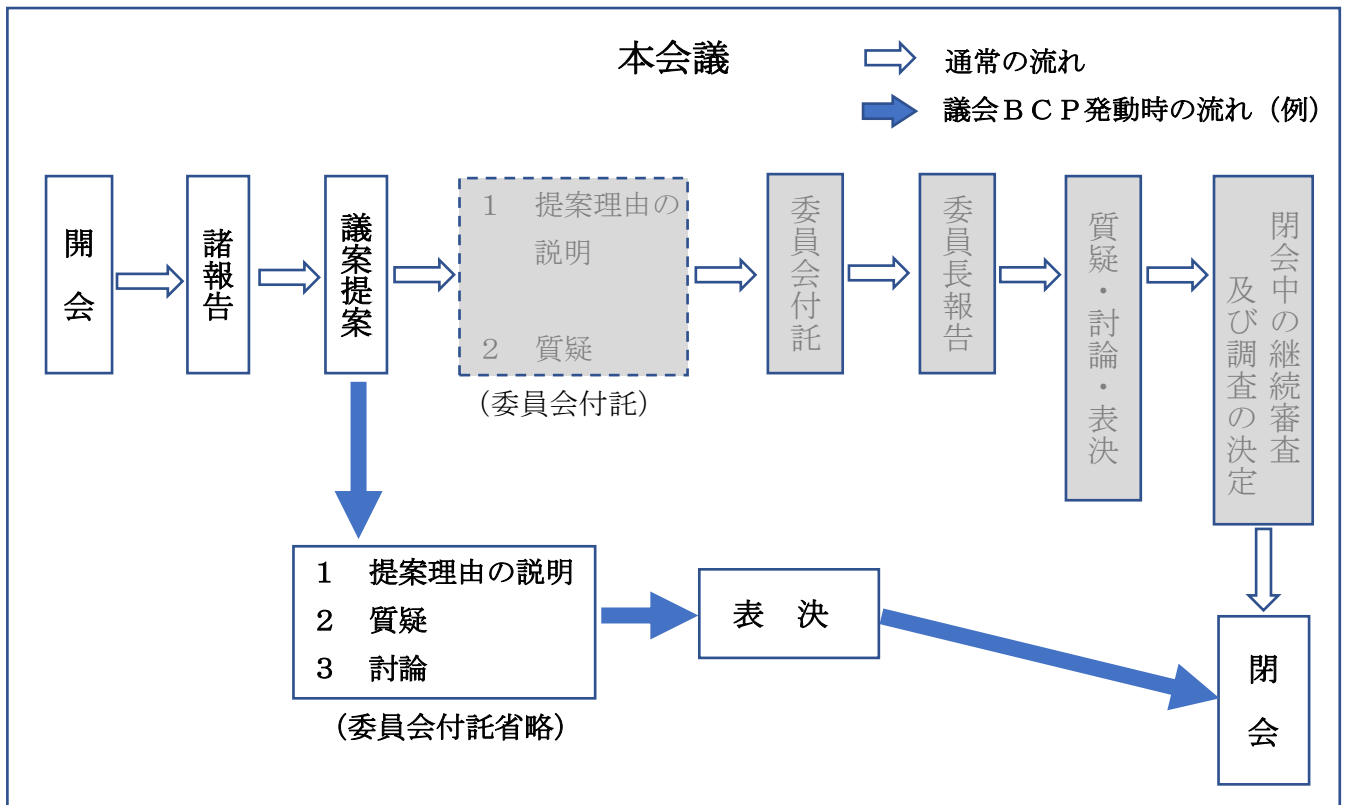 本会議
通常の流れ
議会ＢＣＰ発動時の流れ（例）
開会
諸報告
議案提案
１　提案理由の
説明
２　質疑
（委員会付託）
委員会付託
委員長報告
質疑・討論・表決
閉会中の継続審査
及び調査の決定
１　提案理由の説明
２　質疑
３　討論
（委員会付託省略）
表　決
閉会